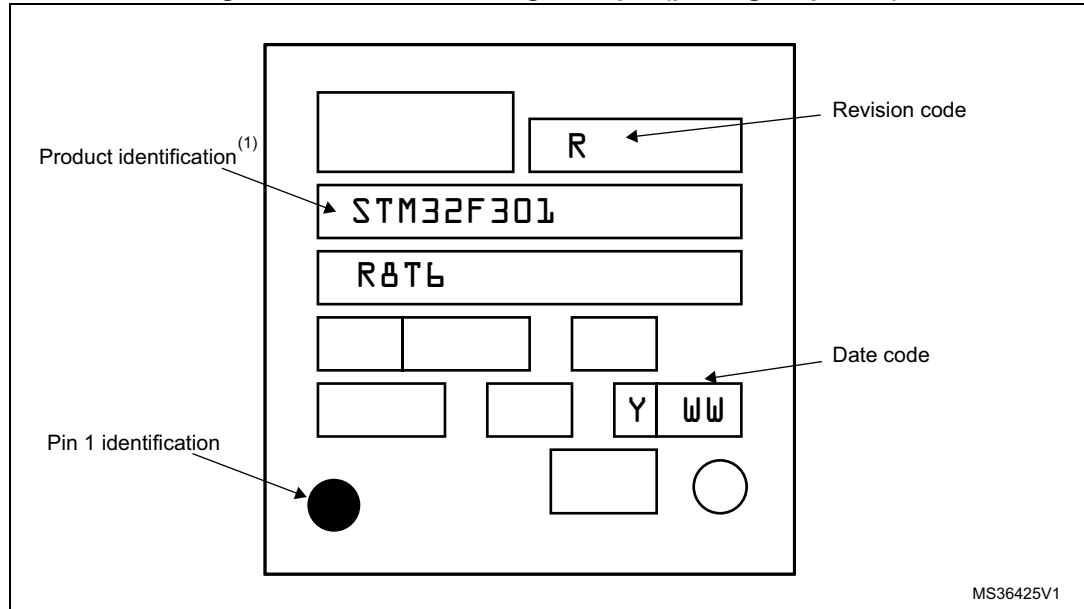 Revision code
R
Product identification(1)
STM32F301
R8T6
Date code
Y WW
Pin 1 identification
MS36425V1